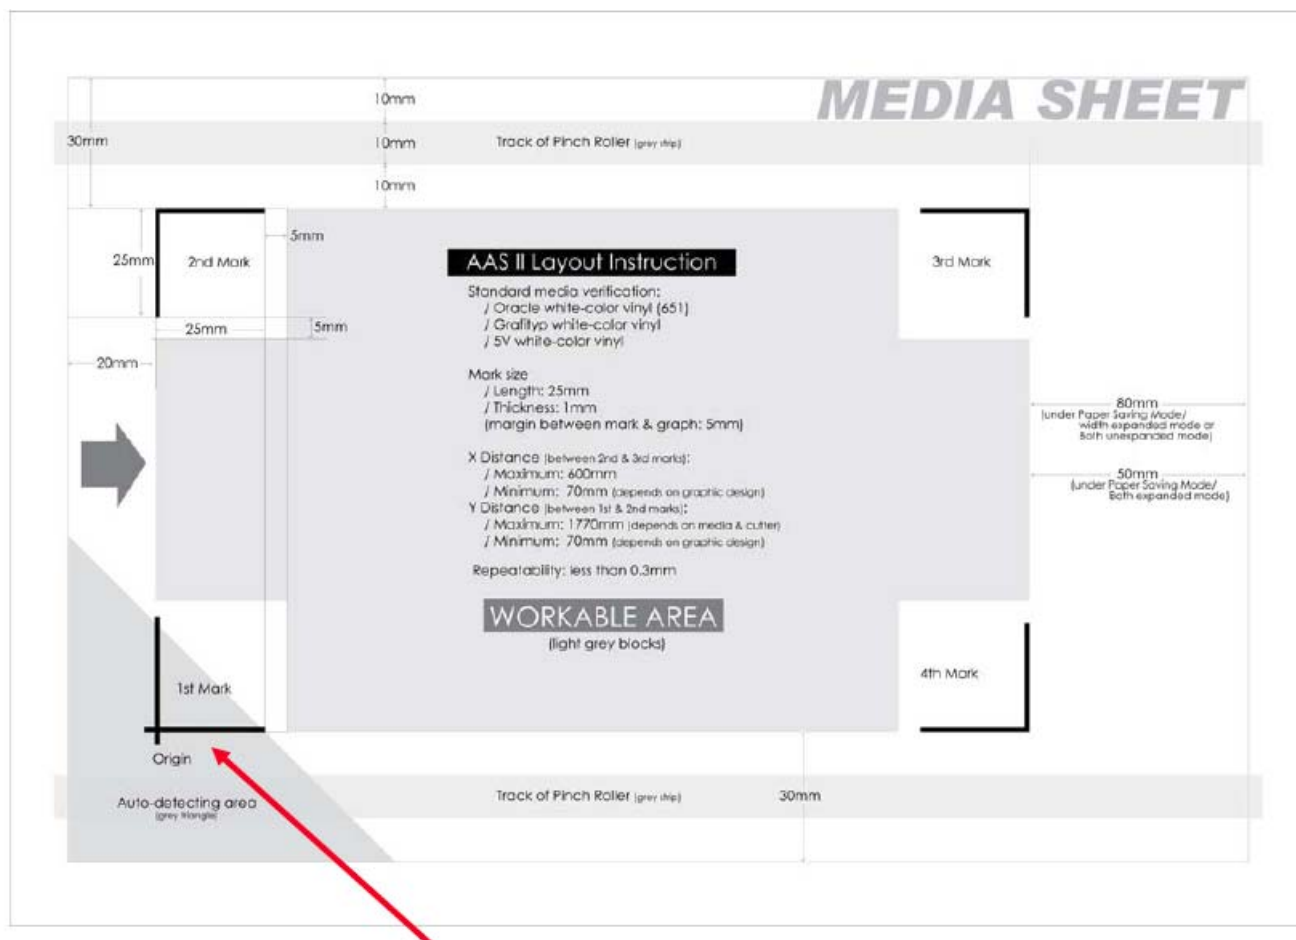 MEDIA SHEET
10mm
30mm
10mm
Track of Pinch Roller (grey strip)
10mm
25mm
2nd Mark
5mm
AAS II Layout Instruction
3rd Mark
Standard media verification:
/ Oracle white-color vinyl (651)
/ Grafityp white-color vinyl
/ 5V white-color vinyl
25mm
5mm
20mm
Mark size
/ Length: 25mm
/ Thickness: 1mm
(margin between mark & graph: 5mm)
80mm
(under Paper Saving Mode/
width expanded mode or
Both unexpanded mode)
X Distance (between 2nd & 3rd marks):
/ Maximum: 600mm
/ Minimum: 70mm (depends on graphic design)
Y Distance (between 1st & 2nd marks):
/ Maximum: 1770mm (depends on media & cutter)
/ Minimum: 70mm (depends on graphic design)
50mm
(under Paper Saving Mode/
Both expanded mode)
Repeatability: less than 0.3mm
WORKABLE AREA
(light grey blocks)
1st Mark
4th Mark
Origin
Auto-detecting area
(grey triangle)
Track of Pinch Roller (grey strip)
30mm